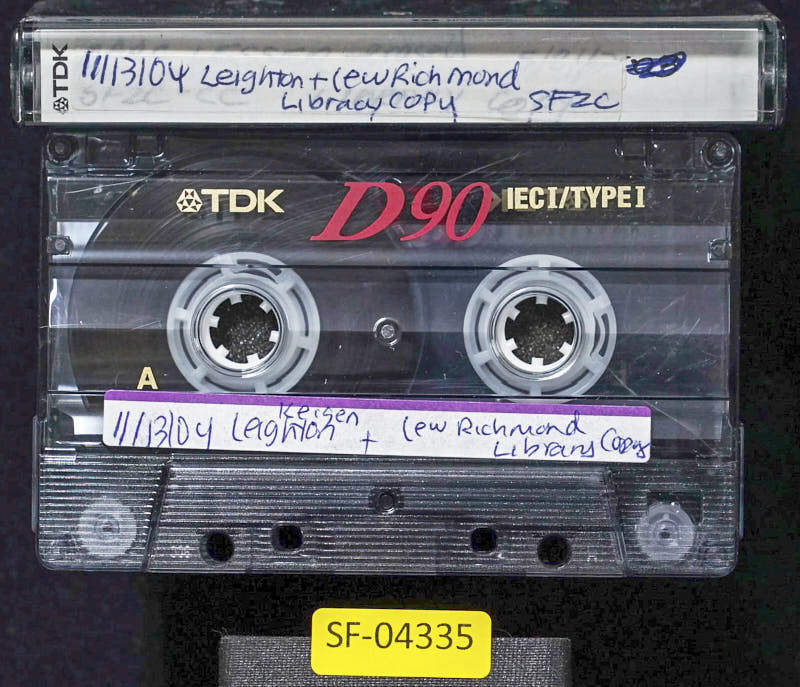 TDK
11/13/04 Leighton + Lew Richmond
Library Copy SFZC
TDK D90 IEC I/TYPE I
A
Keizen
11/13/04 Leighton + Lew Richmond
Library Copy
SF-04335